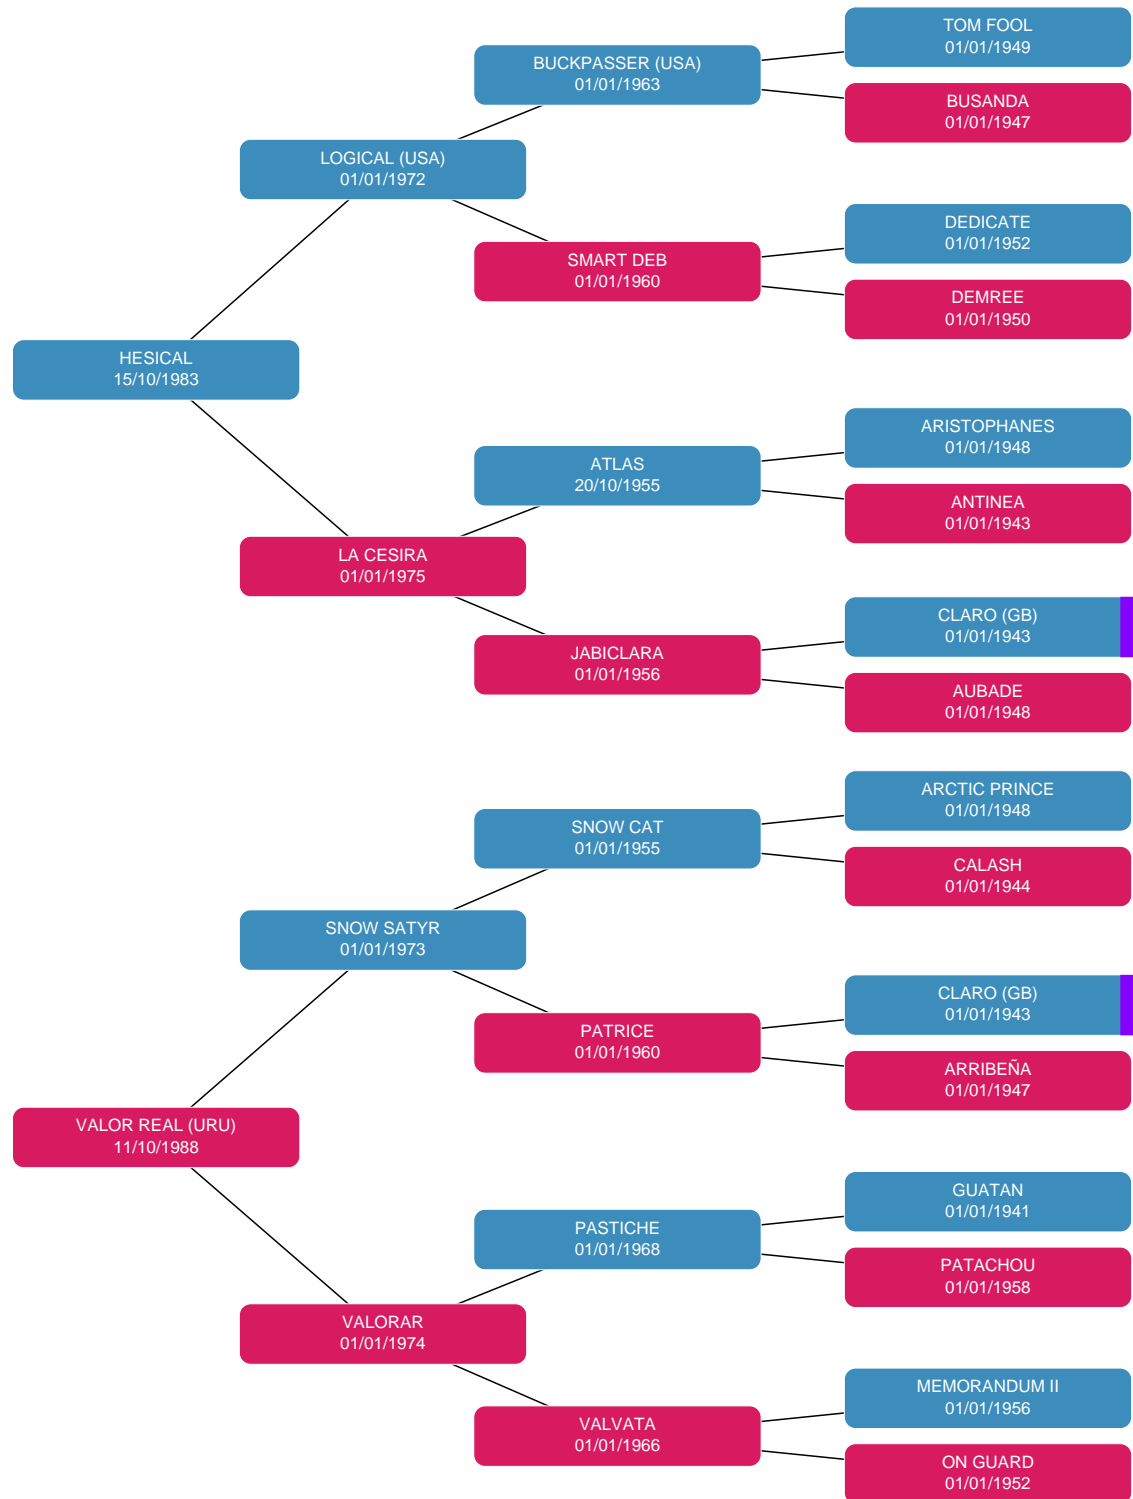 TOM FOOL
01/01/1949
BUCKPASSER (USA)
01/01/1963
BUSANDA
01/01/1947
LOGICAL (USA)
01/01/1972
DEDICATE
01/01/1952
SMART DEB
01/01/1960
DEMREE
01/01/1950
HESICAL
15/10/1983
ARISTOPHANES
01/01/1948
ATLAS
20/10/1955
ANTINEA
01/01/1943
LA CESIRA
01/01/1975
CLARO (GB)
01/01/1943
JABICLARA
01/01/1956
AUBADE
01/01/1948
ARCTIC PRINCE
01/01/1948
SNOW CAT
01/01/1955
CALASH
01/01/1944
SNOW SATYR
01/01/1973
CLARO (GB)
01/01/1943
PATRICE
01/01/1960
ARRIBEÑA
01/01/1947
VALOR REAL (URU)
11/10/1988
GUATAN
01/01/1941
PASTICHE
01/01/1968
PATACHOU
01/01/1958
VALORAR
01/01/1974
MEMORANDUM II
01/01/1956
VALVATA
01/01/1966
ON GUARD
01/01/1952